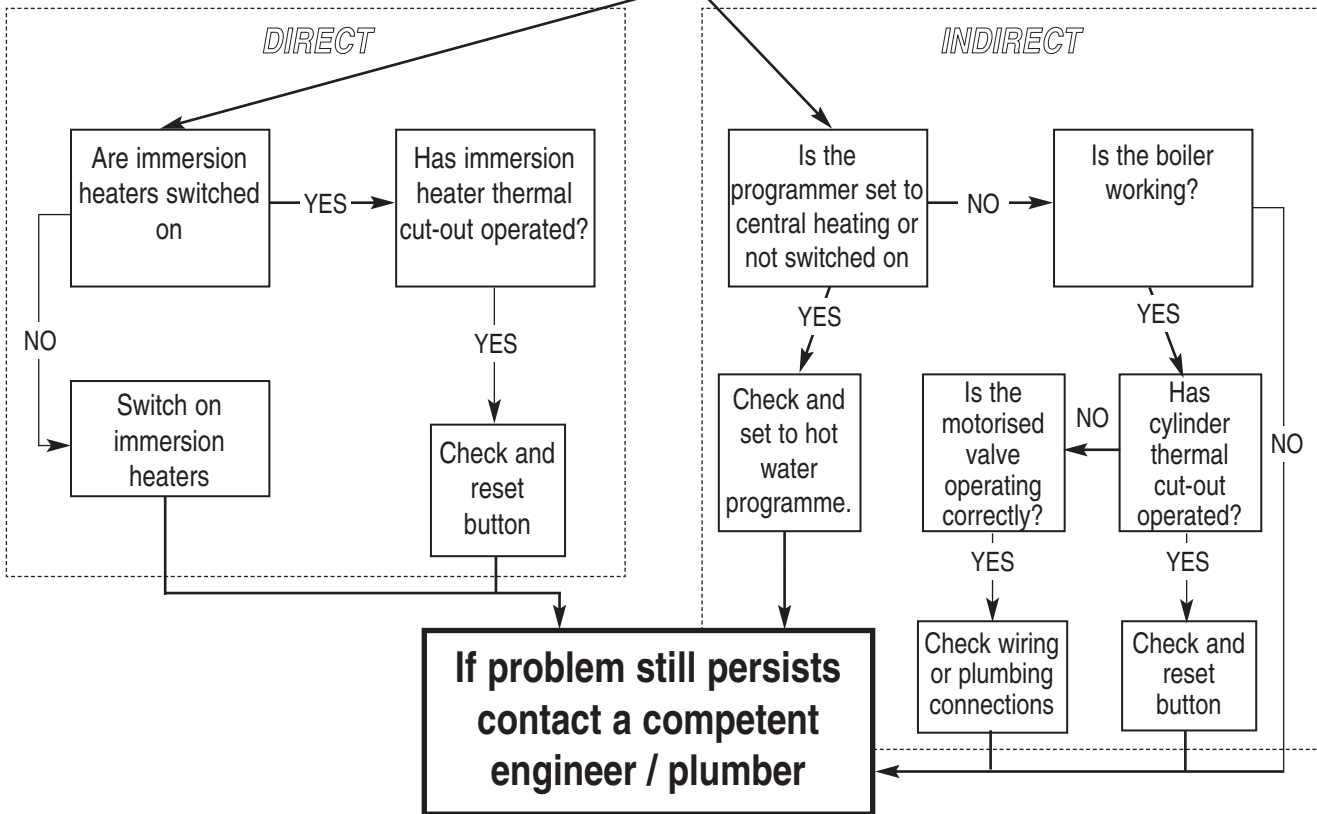 DIRECT
Are immersion
heaters switched
on
YES
Has immersion
heater thermal
cut-out operated?
NO
YES
Switch on
immersion
heaters
Check and
reset
button
INDIRECT
Is the
programmer set to
central heating or
not switched on
NO
Is the boiler
working?
YES
YES
Check and
set to hot
water
programme.
Is the
motorised
valve
operating
correctly?
NO
Has
cylinder
thermal
cut-out
operated?
NO
YES
YES
Check wiring
or plumbing
connections
Check and
reset
button
If problem still persists
contact a competent
engineer / plumber